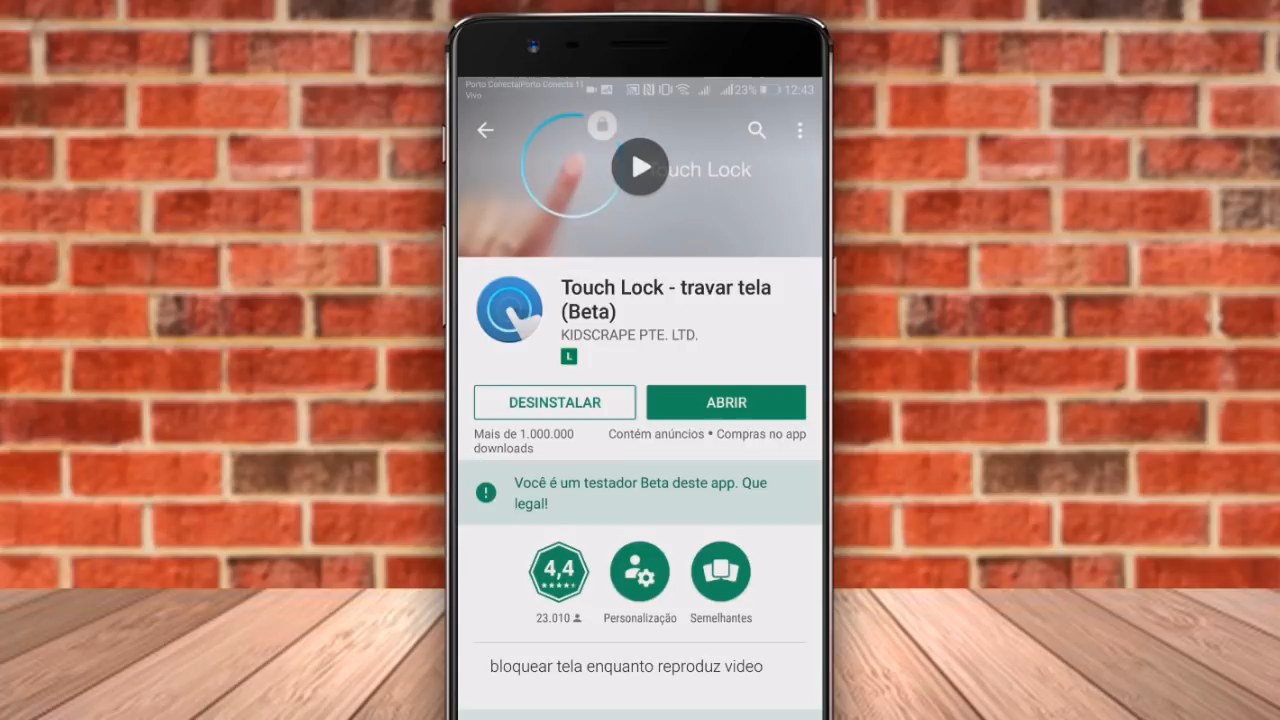 Porto Conecta|Porto Conecta 11
Vivo
23%
12:43
Touch Lock
Touch Lock - travar tela
(Beta)
KIDSCRAPE PTE. LTD.
L
DESINSTALAR
ABRIR
Mais de 1.000.000
downloads
Contém anúncios • Compras no app
Você é um testador Beta deste app. Que
legal!
4,4
23.010
Personalização
Semelhantes
bloquear tela enquanto reproduz video